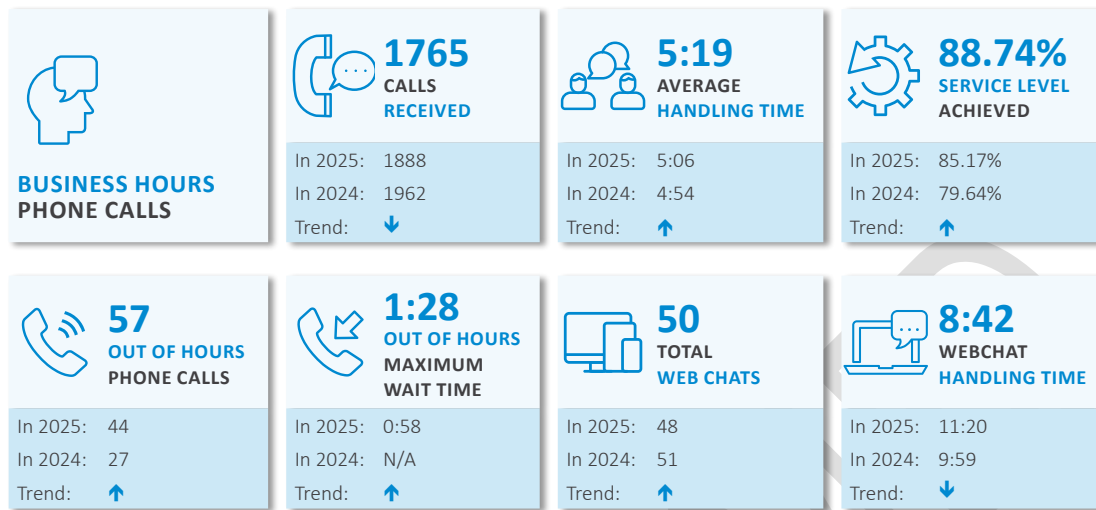 BUSINESS HOURS
PHONE CALLS
1765
CALLS
RECEIVED
In 2025: 1888
In 2024: 1962
Trend:
5:19
AVERAGE
HANDLING TIME
In 2025: 5:06
In 2024: 4:54
Trend:
88.74%
SERVICE LEVEL
ACHIEVED
In 2025: 85.17%
In 2024: 79.64%
Trend:
57
OUT OF HOURS
PHONE CALLS
In 2025: 44
In 2024: 27
Trend:
1:28
OUT OF HOURS
MAXIMUM
WAIT TIME
In 2025: 0:58
In 2024: N/A
Trend:
50
TOTAL
WEB CHATS
In 2025: 48
In 2024: 51
Trend:
8:42
WEBCHAT
HANDLING TIME
In 2025: 11:20
In 2024: 9:59
Trend: